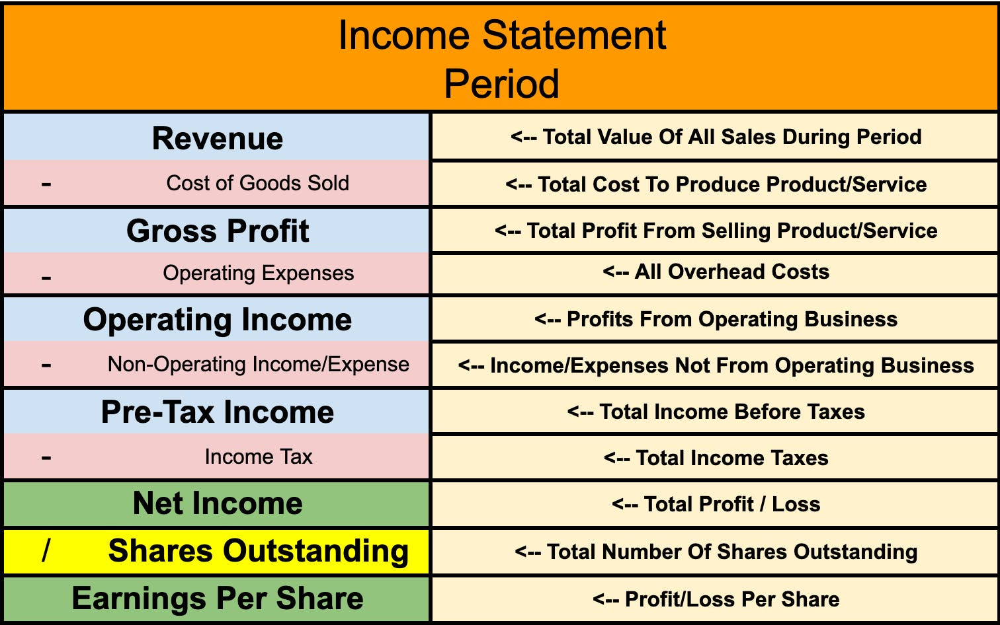 Income Statement
Period
Revenue <-- Total Value Of All Sales During Period
- Cost of Goods Sold <-- Total Cost To Produce Product/Service
Gross Profit <-- Total Profit From Selling Product/Service
- Operating Expenses <-- All Overhead Costs
Operating Income <-- Profits From Operating Business
- Non-Operating Income/Expense <-- Income/Expenses Not From Operating Business
Pre-Tax Income <-- Total Income Before Taxes
- Income Tax <-- Total Income Taxes
Net Income <-- Total Profit / Loss
/ Shares Outstanding <-- Total Number Of Shares Outstanding
Earnings Per Share <-- Profit/Loss Per Share